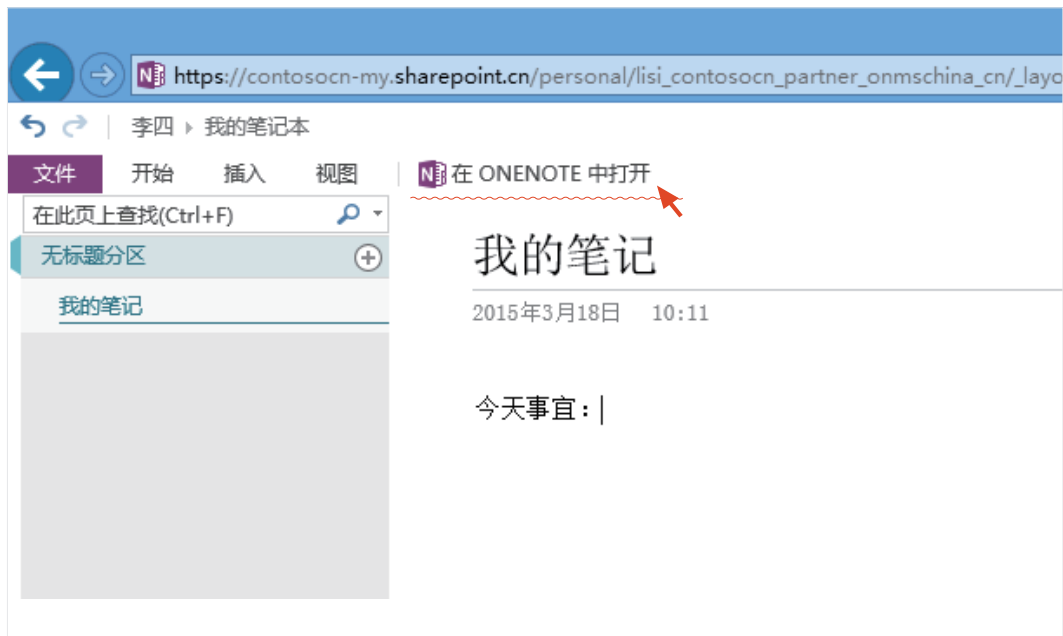 https://contosocn-my.sharepoint.cn/personal/lisi_contosocn_partner_onmschina_cn/_layo
李四 我的笔记本
文件 开始 插入 视图 在 ONENOTE 中打开
在此页上查找(Ctrl+F)
无标题分区
我的笔记
我的笔记
2015年3月18日 10:11
今天事宜：